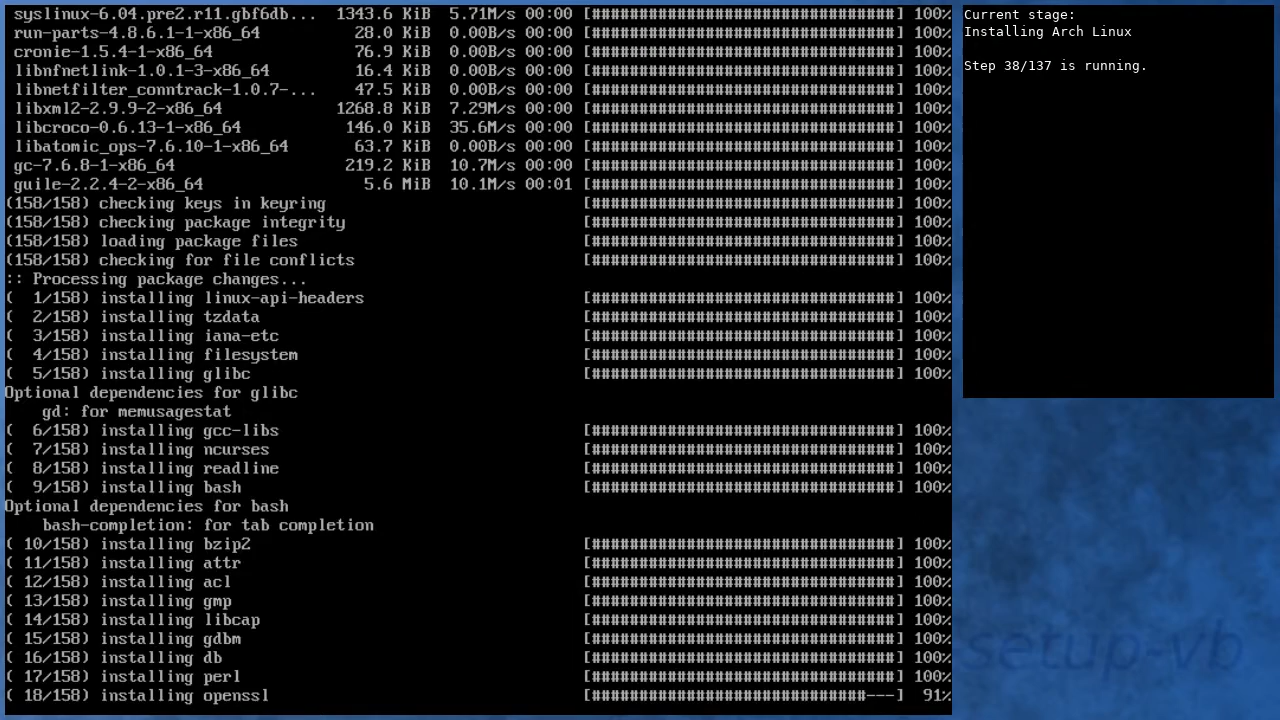 syslinux-6.04.pre2.r11.gbf6db... 1343.6 KiB 5.71M/s 00:00 [################################] 100%
run-parts-4.8.6.1-1-x86_64 28.0 KiB 0.00B/s 00:00 [################################] 100%
cronie-1.5.4-1-x86_64 76.9 KiB 0.00B/s 00:00 [################################] 100%
libnfnetlink-1.0.1-3-x86_64 16.4 KiB 0.00B/s 00:00 [################################] 100%
libnetfilter_conntrack-1.0.7-... 47.5 KiB 0.00B/s 00:00 [################################] 100%
libxml2-2.9.9-2-x86_64 1268.8 KiB 7.29M/s 00:00 [################################] 100%
libcroco-0.6.13-1-x86_64 146.0 KiB 35.6M/s 00:00 [################################] 100%
libatomic_ops-7.6.10-1-x86_64 63.7 KiB 0.00B/s 00:00 [################################] 100%
gc-7.6.8-1-x86_64 219.2 KiB 10.7M/s 00:00 [################################] 100%
guile-2.2.4-2-x86_64 5.6 MiB 10.1M/s 00:01 [################################] 100%
(158/158) checking keys in keyring [################################] 100%
(158/158) checking package integrity [################################] 100%
(158/158) loading package files [################################] 100%
(158/158) checking for file conflicts [################################] 100%
:: Processing package changes...
( 1/158) installing linux-api-headers [################################] 100%
( 2/158) installing tzdata [################################] 100%
( 3/158) installing iana-etc [################################] 100%
( 4/158) installing filesystem [################################] 100%
( 5/158) installing glibc [################################] 100%
Optional dependencies for glibc
gd: for memusagestat
( 6/158) installing gcc-libs [################################] 100%
( 7/158) installing ncurses [################################] 100%
( 8/158) installing readline [################################] 100%
( 9/158) installing bash [################################] 100%
Optional dependencies for bash
bash-completion: for tab completion
( 10/158) installing bzip2 [################################] 100%
( 11/158) installing attr [################################] 100%
( 12/158) installing acl [################################] 100%
( 13/158) installing gmp [################################] 100%
( 14/158) installing libcap [################################] 100%
( 15/158) installing gdbm [################################] 100%
( 16/158) installing db [################################] 100%
( 17/158) installing perl [################################] 100%
( 18/158) installing openssl [#############################---] 91%
Current stage:
Installing Arch Linux
Step 38/137 is running.
setup-vb